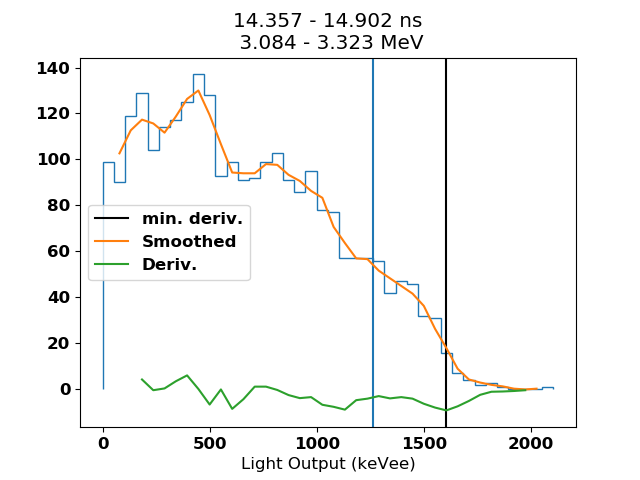 14.357 - 14.902 ns
3.084 - 3.323 MeV
140
120
100
80
60
40
20
0
min. deriv.
Smoothed
Deriv.
0 500 1000 1500 2000
Light Output (keVee)